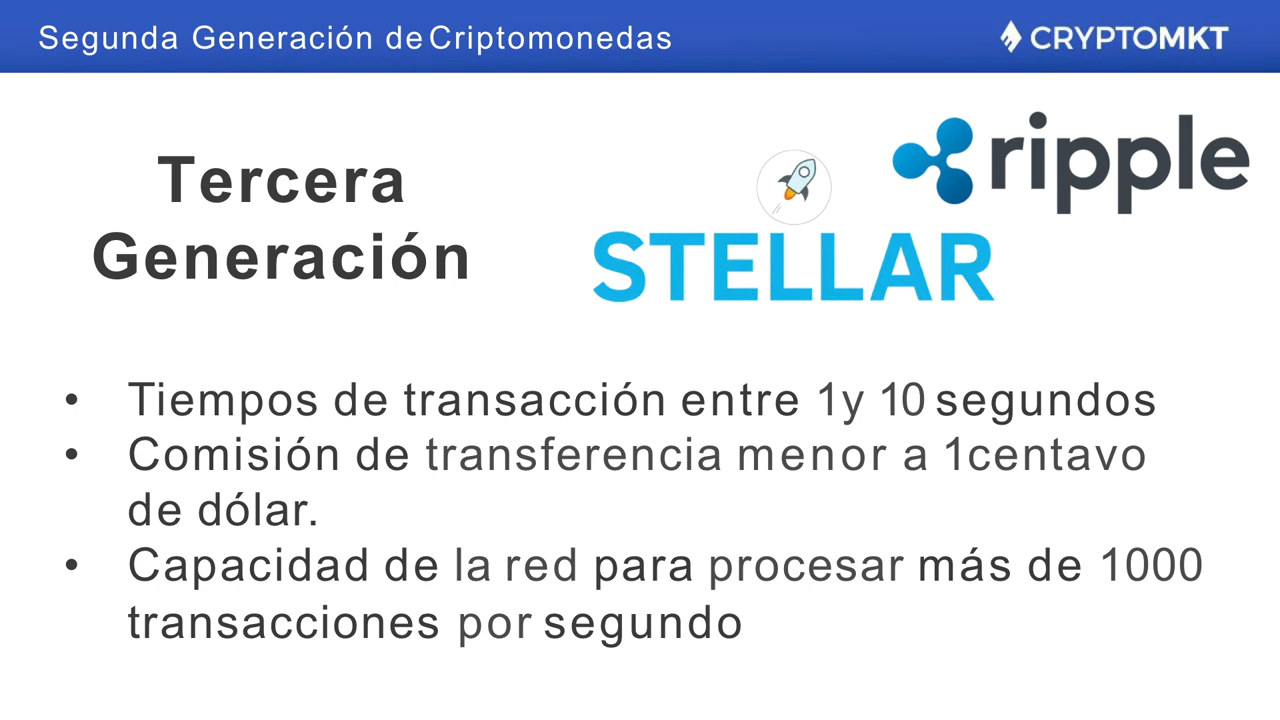 Segunda Generación de Criptomonedas
CRYPTOMKT
Tercera
Generación
ripple
STELLAR
• Tiempos de transacción entre 1y 10 segundos
• Comisión de transferencia menor a 1centavo
de dólar.
• Capacidad de la red para procesar más de 1000
transacciones por segundo